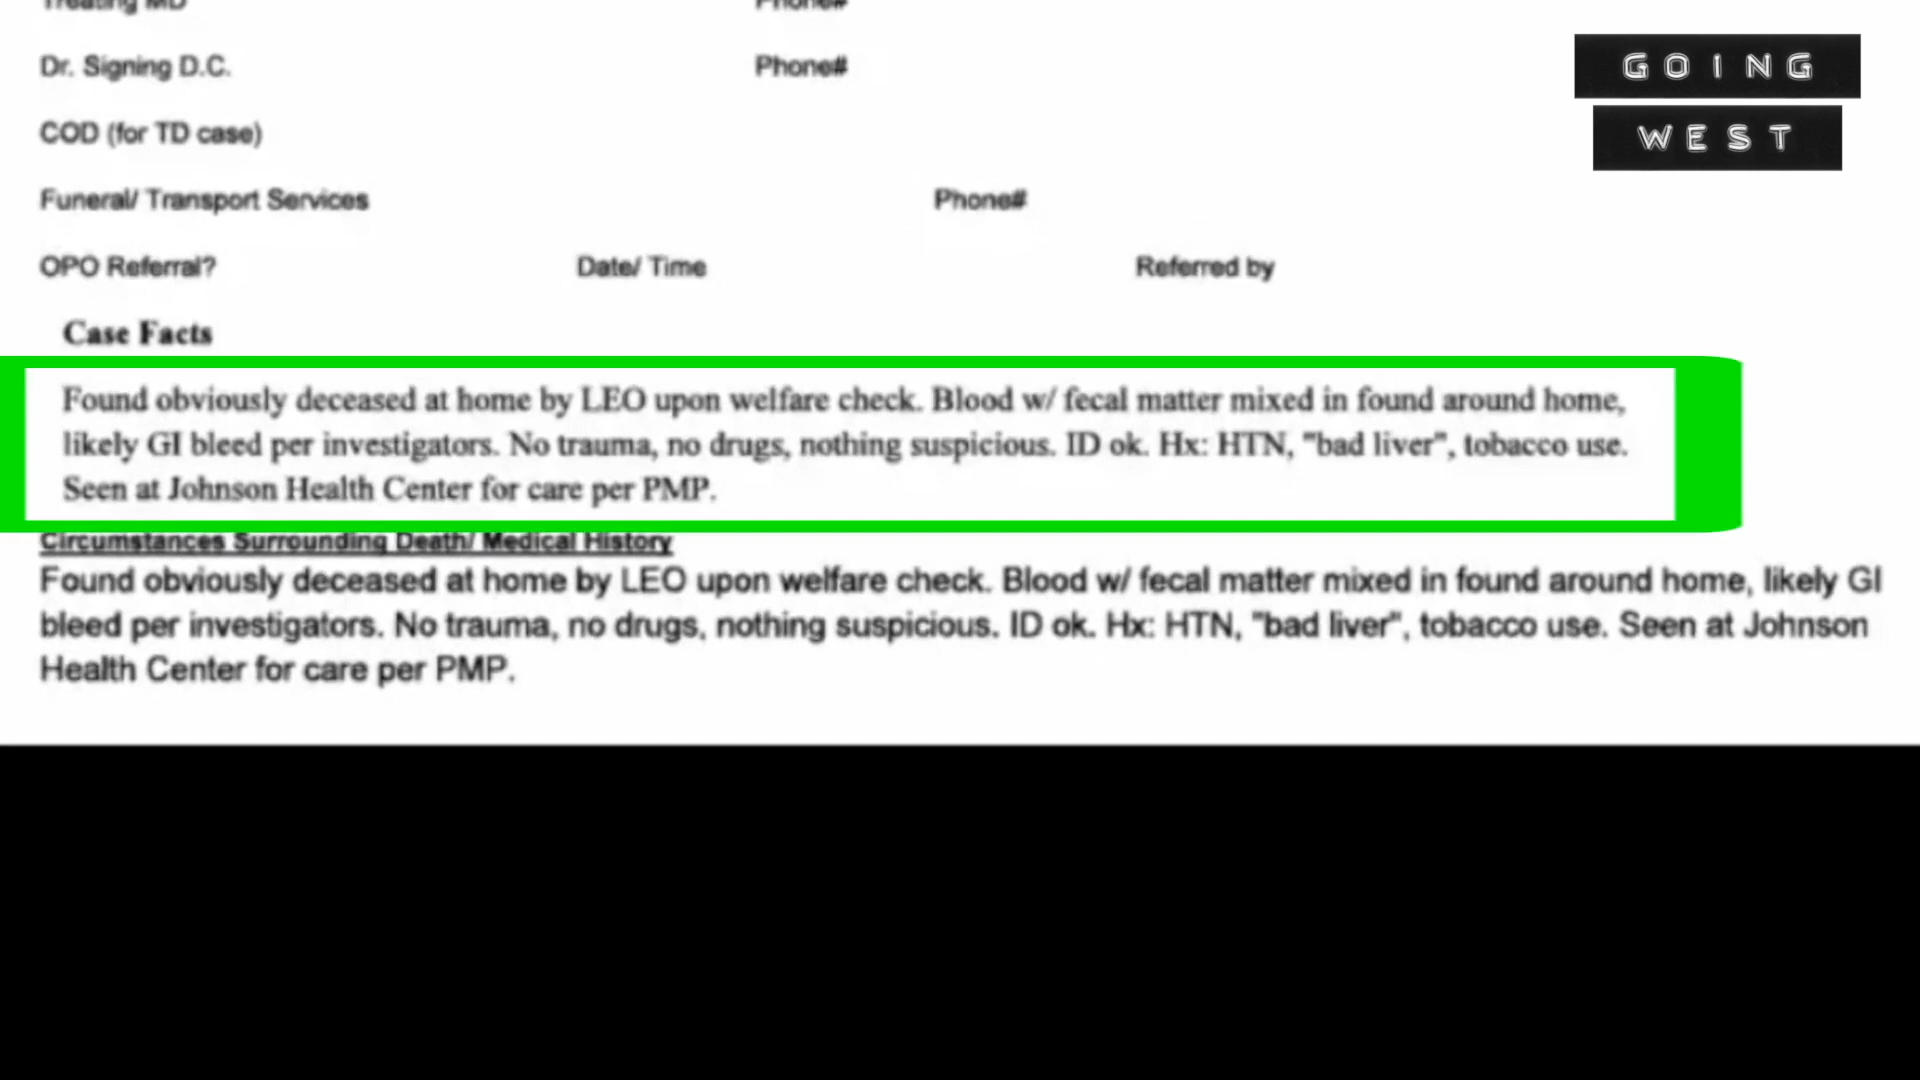 Treating MD Phone#
GOING
Dr. Signing D.C. Phone#
WEST
COD (for TD case)
Funeral/ Transport Services Phone#
OPO Referral? Date/ Time Referred by
Case Facts
Found obviously deceased at home by LEO upon welfare check. Blood w/ fecal matter mixed in found around home,
likely GI bleed per investigators. No trauma, no drugs, nothing suspicious. ID ok. Hx: HTN, "bad liver", tobacco use.
Seen at Johnson Health Center for care per PMP.
Circumstances Surrounding Death/ Medical History
Found obviously deceased at home by LEO upon welfare check. Blood w/ fecal matter mixed in found around home, likely GI
bleed per investigators. No trauma, no drugs, nothing suspicious. ID ok. Hx: HTN, "bad liver", tobacco use. Seen at Johnson
Health Center for care per PMP.